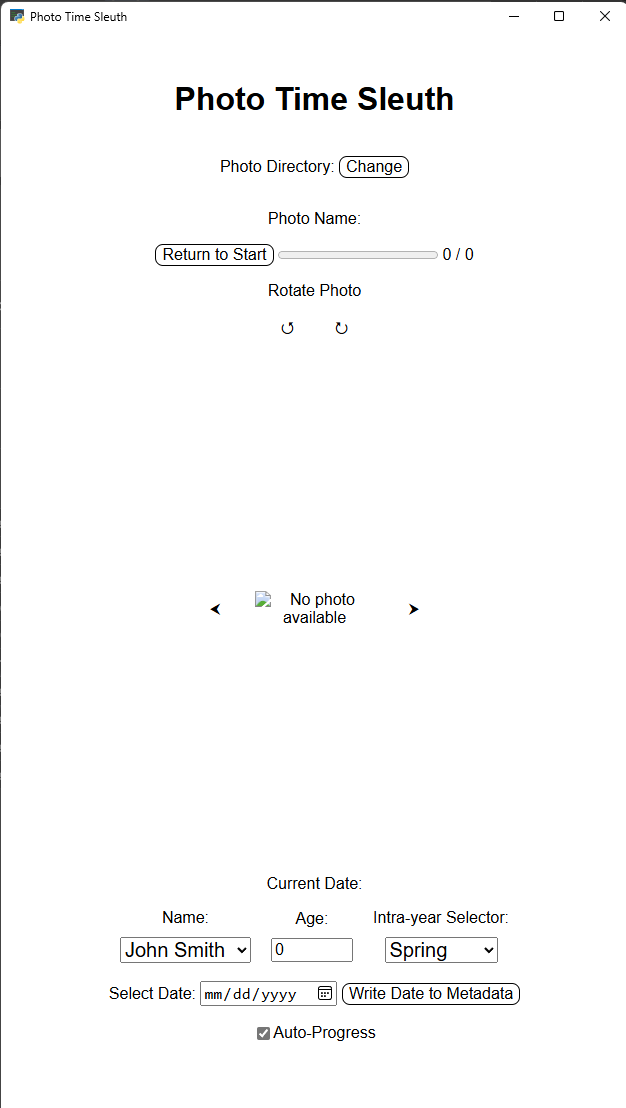 Photo Time Sleuth
Photo Time Sleuth
Photo Directory: Change
Photo Name:
Return to Start 0 / 0
Rotate Photo
↺ ↻
No photo
available
Current Date:
Name: Age: Intra-year Selector:
John Smith 0 Spring
Select Date: mm/dd/yyyy Write Date to Metadata
Auto-Progress